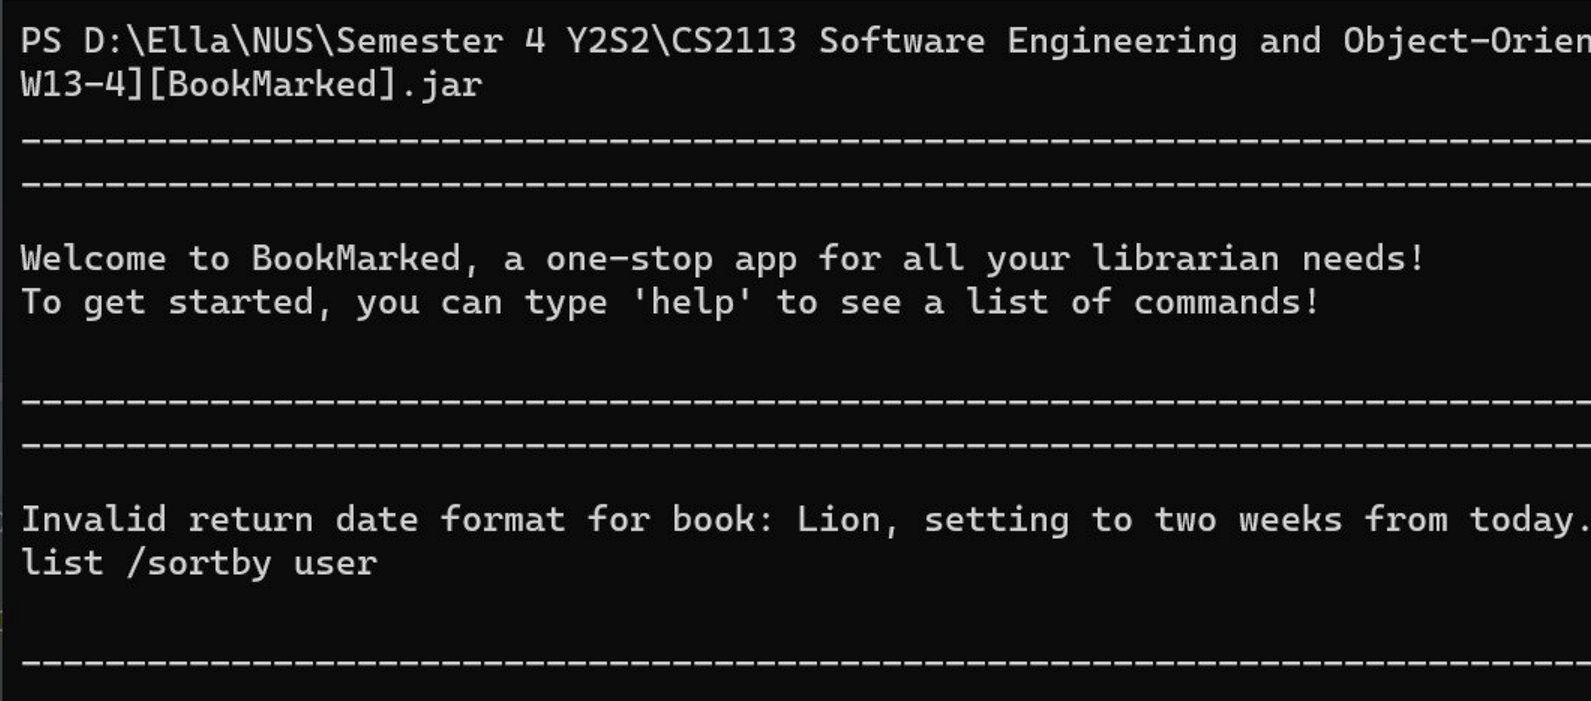 PS D:\Ella\NUS\Semester 4 Y2S2\CS2113 Software Engineering and Object-Orien
W13-4][BookMarked].jar
---------------------------------------------------------------------------
---------------------------------------------------------------------------
Welcome to BookMarked, a one-stop app for all your librarian needs!
To get started, you can type 'help' to see a list of commands!
---------------------------------------------------------------------------
---------------------------------------------------------------------------
Invalid return date format for book: Lion, setting to two weeks from today.
list /sortby user
---------------------------------------------------------------------------